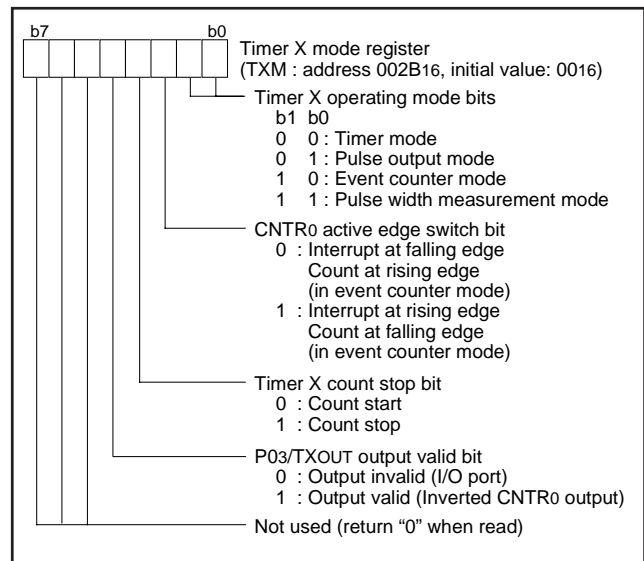 b7 b0
Timer X mode register
(TXM : address 002B16, initial value: 0016)
Timer X operating mode bits
b1 b0
0 0 : Timer mode
0 1 : Pulse output mode
1 0 : Event counter mode
1 1 : Pulse width measurement mode
CNTR0 active edge switch bit
0 : Interrupt at falling edge
Count at rising edge
(in event counter mode)
1 : Interrupt at rising edge
Count at falling edge
(in event counter mode)
Timer X count stop bit
0 : Count start
1 : Count stop
P03/TXOUT output valid bit
0 : Output invalid (I/O port)
1 : Output valid (Inverted CNTR0 output)
Not used (return “0” when read)